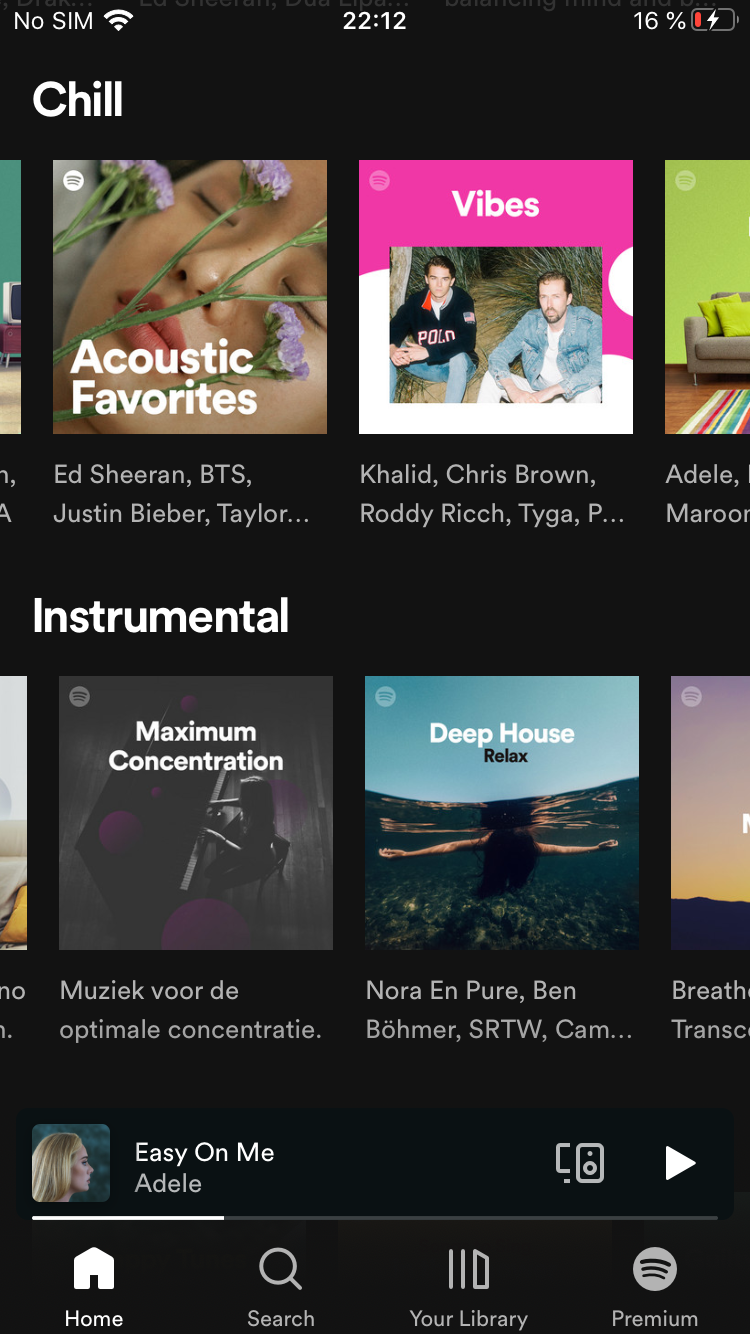 No SIM 22:12 16 %
Chill
Acoustic
Favorites
Vibes
POLO
Ed Sheeran, BTS,
Justin Bieber, Taylor...
Khalid, Chris Brown,
Roddy Ricch, Tyga, P...
Adele,
Maroon
Instrumental
Maximum
Concentration
Deep House
Relax
Muziek voor de
optimale concentratie.
Nora En Pure, Ben
Böhmer, SRTW, Cam...
Easy On Me
Adele
Home Search Your Library Premium